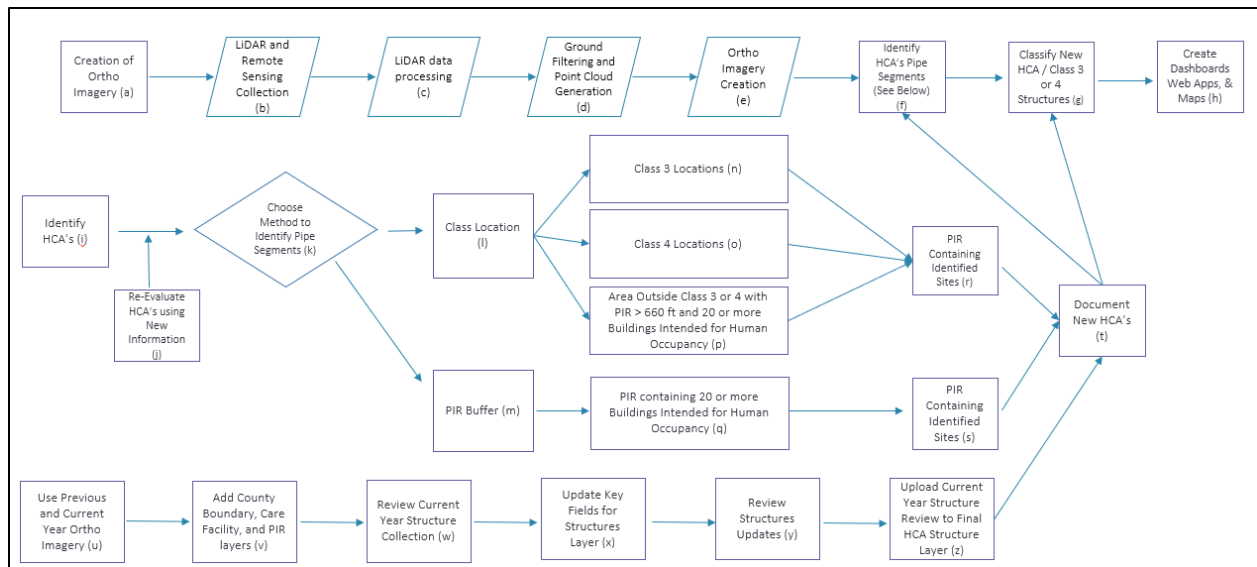 Creation of
Ortho
Imagery (a)
LiDAR and
Remote
Sensing
Collection
(b)
LiDAR data
processing
(c)
Ground
Filtering and
Point Cloud
Generation
(d)
Ortho
Imagery
Creation
(e)
Identify
HCA's Pipe
Segments
(See Below)
(f)
Classify New
HCA / Class 3
or 4
Structures (g)
Create
Dashboards
Web Apps, &
Maps (h)
Identify
HCA's (i)
Re-Evaluate
HCA's using
New
Information
(j)
Choose
Method to
Identify Pipe
Segments (k)
Class Location
(l)
Class 3 Locations (n)
Class 4 Locations (o)
Area Outside Class 3 or 4 with
PIR > 660 ft and 20 or more
Buildings Intended for Human
Occupancy (p)
PIR
Containing
Identified
Sites (r)
Document
New HCA's
(t)
PIR Buffer (m)
PIR containing 20 or more
Buildings Intended for Human
Occupancy (q)
PIR
Containing
Identified
Sites (s)
Use Previous
and Current
Year Ortho
Imagery (u)
Add County
Boundary, Care
Facility, and PIR
layers (v)
Review Current
Year Structure
Collection (w)
Update Key
Fields for
Structures
Layer (x)
Review
Structures
Updates (y)
Upload Current
Year Structure
Review to Final
HCA Structure
Layer (z)